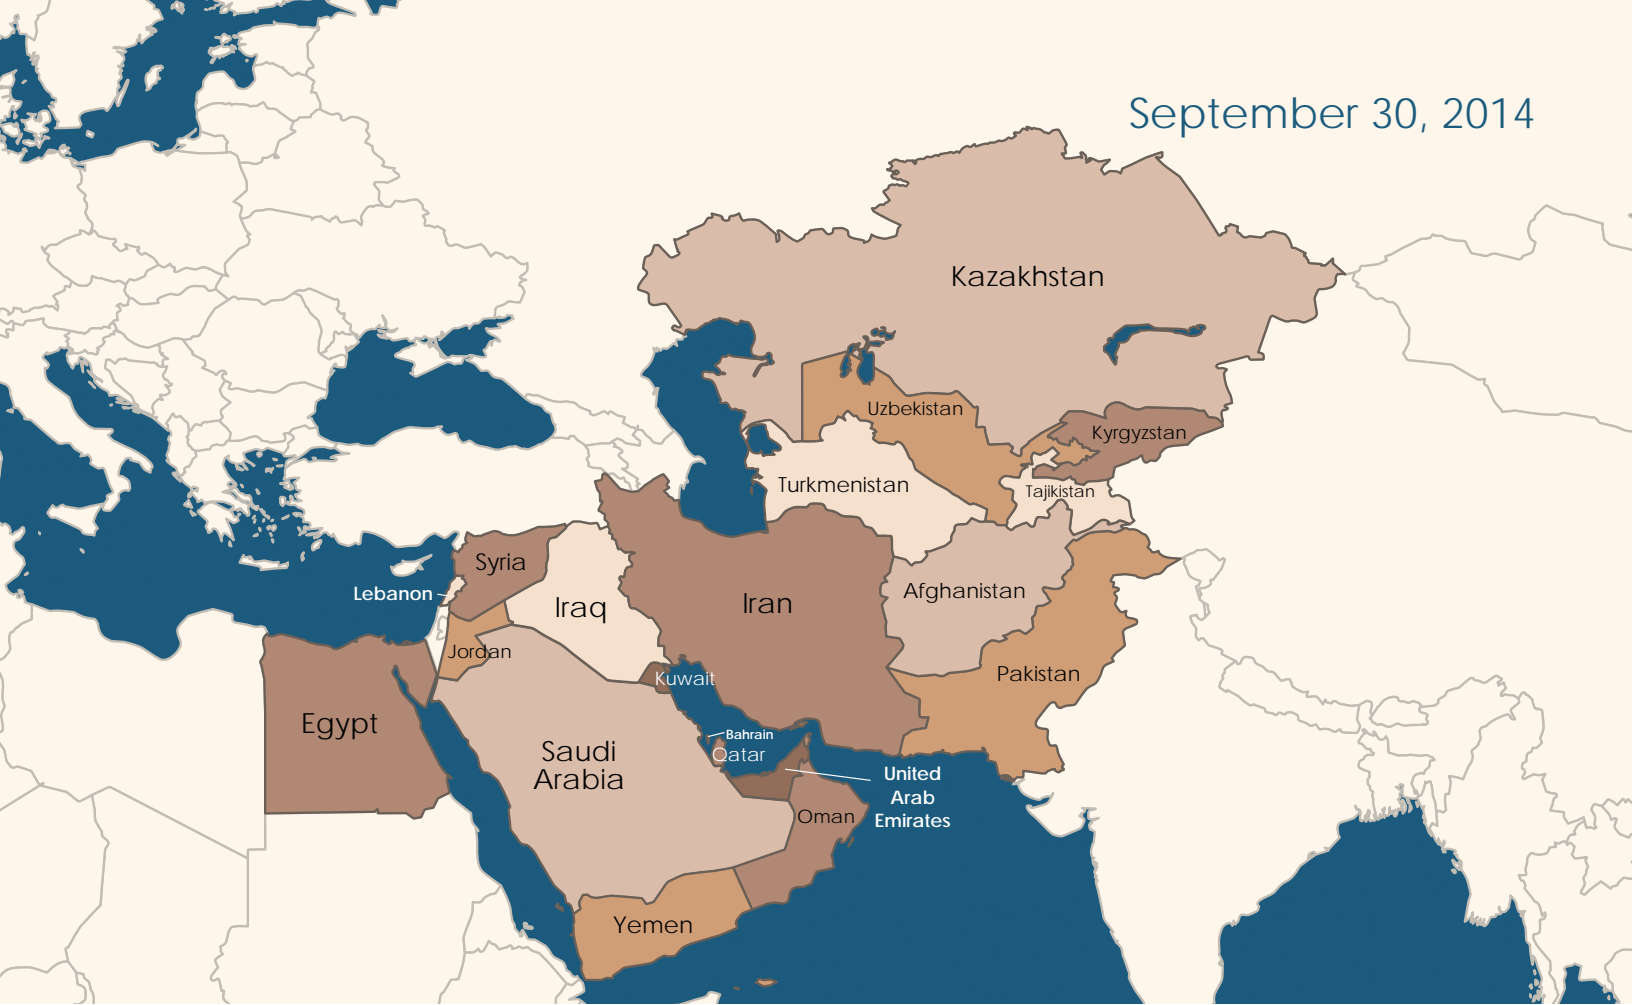 September 30, 2014
Kazakhstan
Uzbekistan
Kyrgyzstan
Turkmenistan
Tajikistan
Syria
Lebanon
Iraq
Iran
Afghanistan
Jordan
Kuwait
Pakistan
Egypt
Bahrain
Qatar
Saudi
Arabia
United
Arab
Emirates
Oman
Yemen